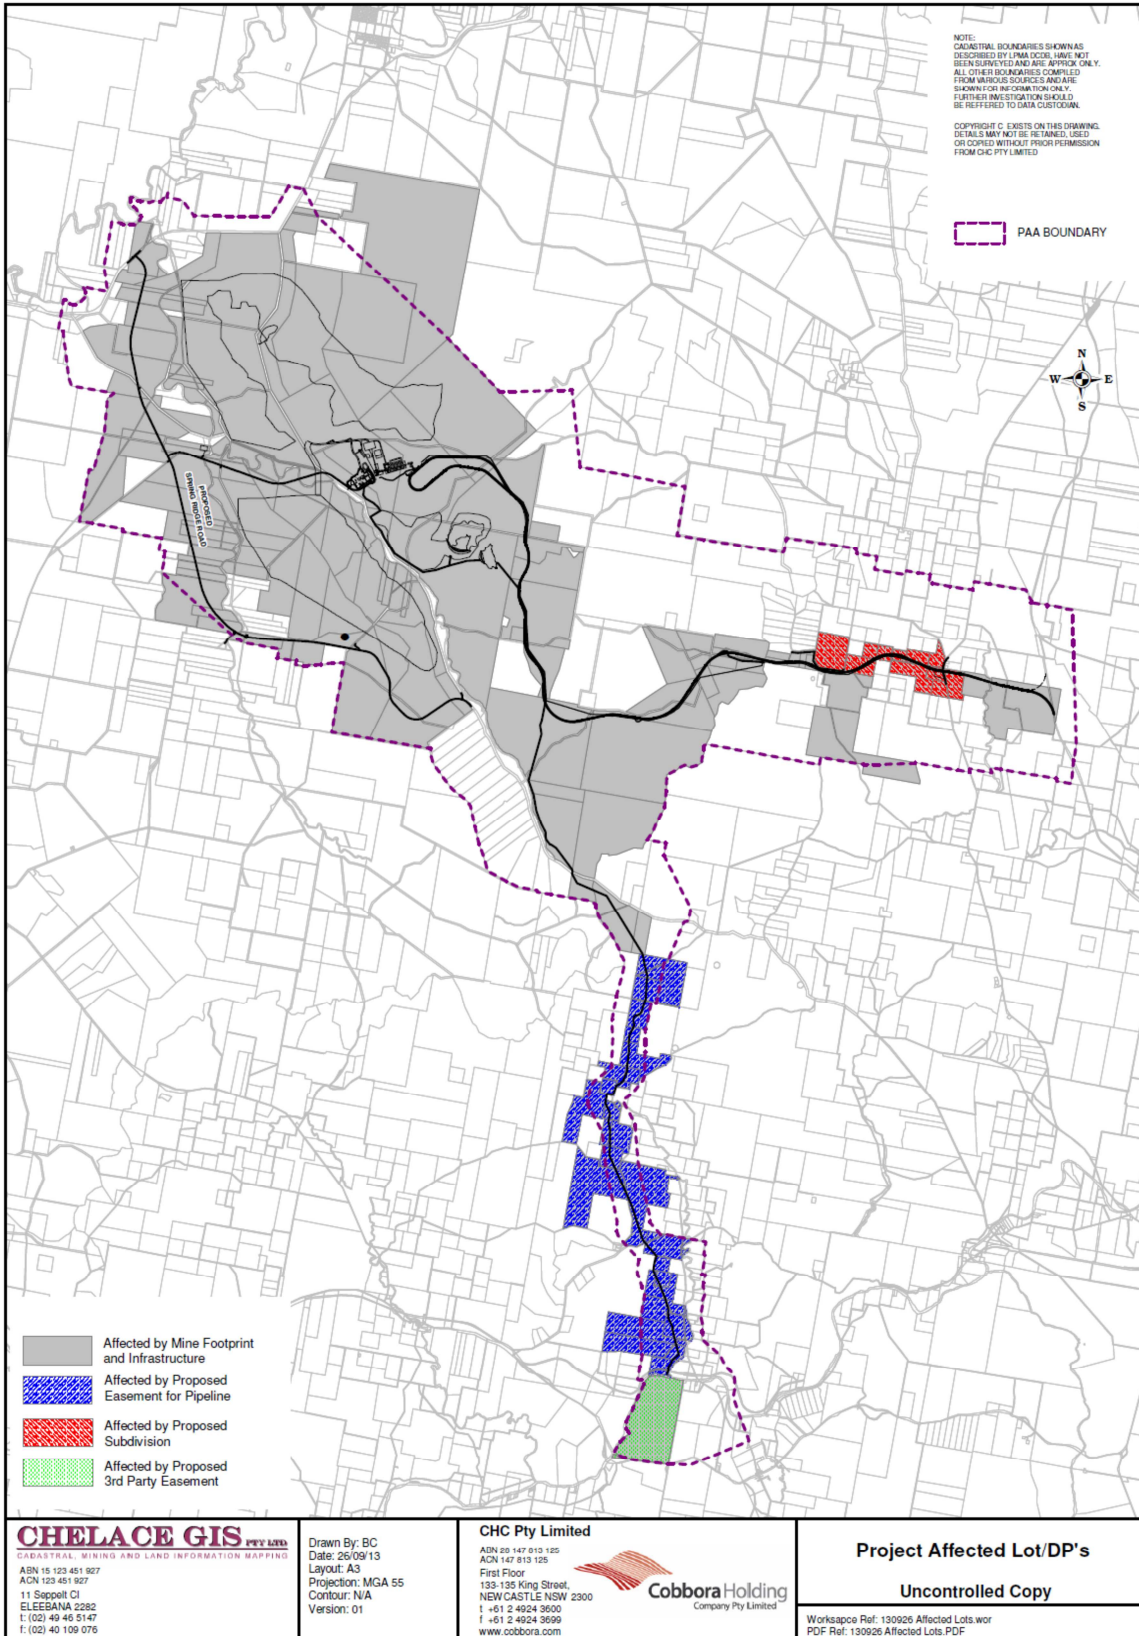 NOTE:
CADASTRAL BOUNDARIES SHOWN AS
DESCRIBED BY LPMA DCDB, HAVE NOT
BEEN SURVEYED AND ARE APPROX ONLY.
ALL OTHER BOUNDARIES COMPILED
FROM VARIOUS SOURCES AND ARE
SHOWN FOR INFORMATION ONLY.
FURTHER INVESTIGATION SHOULD
BE REFFERED TO DATA CUSTODIAN.
COPYRIGHT C EXISTS ON THIS DRAWING.
DETAILS MAY NOT BE RETAINED, USED
OR COPIED WITHOUT PRIOR PERMISSION
FROM CHC PTY LIMITED
PAA BOUNDARY
N
W E
S
PROPOSED
SPRING RIDGE ROAD
Affected by Mine Footprint
and Infrastructure
Affected by Proposed
Easement for Pipeline
Affected by Proposed
Subdivision
Affected by Proposed
3rd Party Easement
CHELACE GIS PTY LTD
CADASTRAL, MINING AND LAND INFORMATION MAPPING
ABN 15 123 451 927
ACN 123 451 927
11 Seppelt Cl
ELEEBANA 2282
t: (02) 49 46 5147
f: (02) 40 109 076
Drawn By: BC
Date: 26/09/13
Layout: A3
Projection: MGA 55
Contour: N/A
Version: 01
CHC Pty Limited
ABN 28 147 813 125
ACN 147 813 125
First Floor
133-135 King Street,
NEWCASTLE NSW 2300
t +61 2 4924 3600
f +61 2 4924 3699
www.cobbora.com
Cobbora Holding
Company Pty Limited
Project Affected Lot/DP's
Uncontrolled Copy
Worksapce Ref: 130926 Affected Lots.wor
PDF Ref: 130926 Affected Lots.PDF